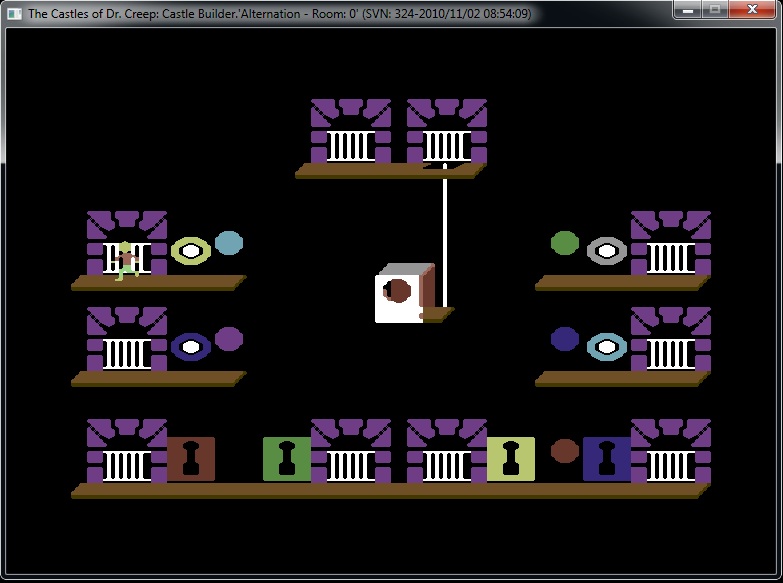 The Castles of Dr. Creep: Castle Builder.'Alternation - Room: 0' (SVN: 324-2010/11/02 08:54:09)